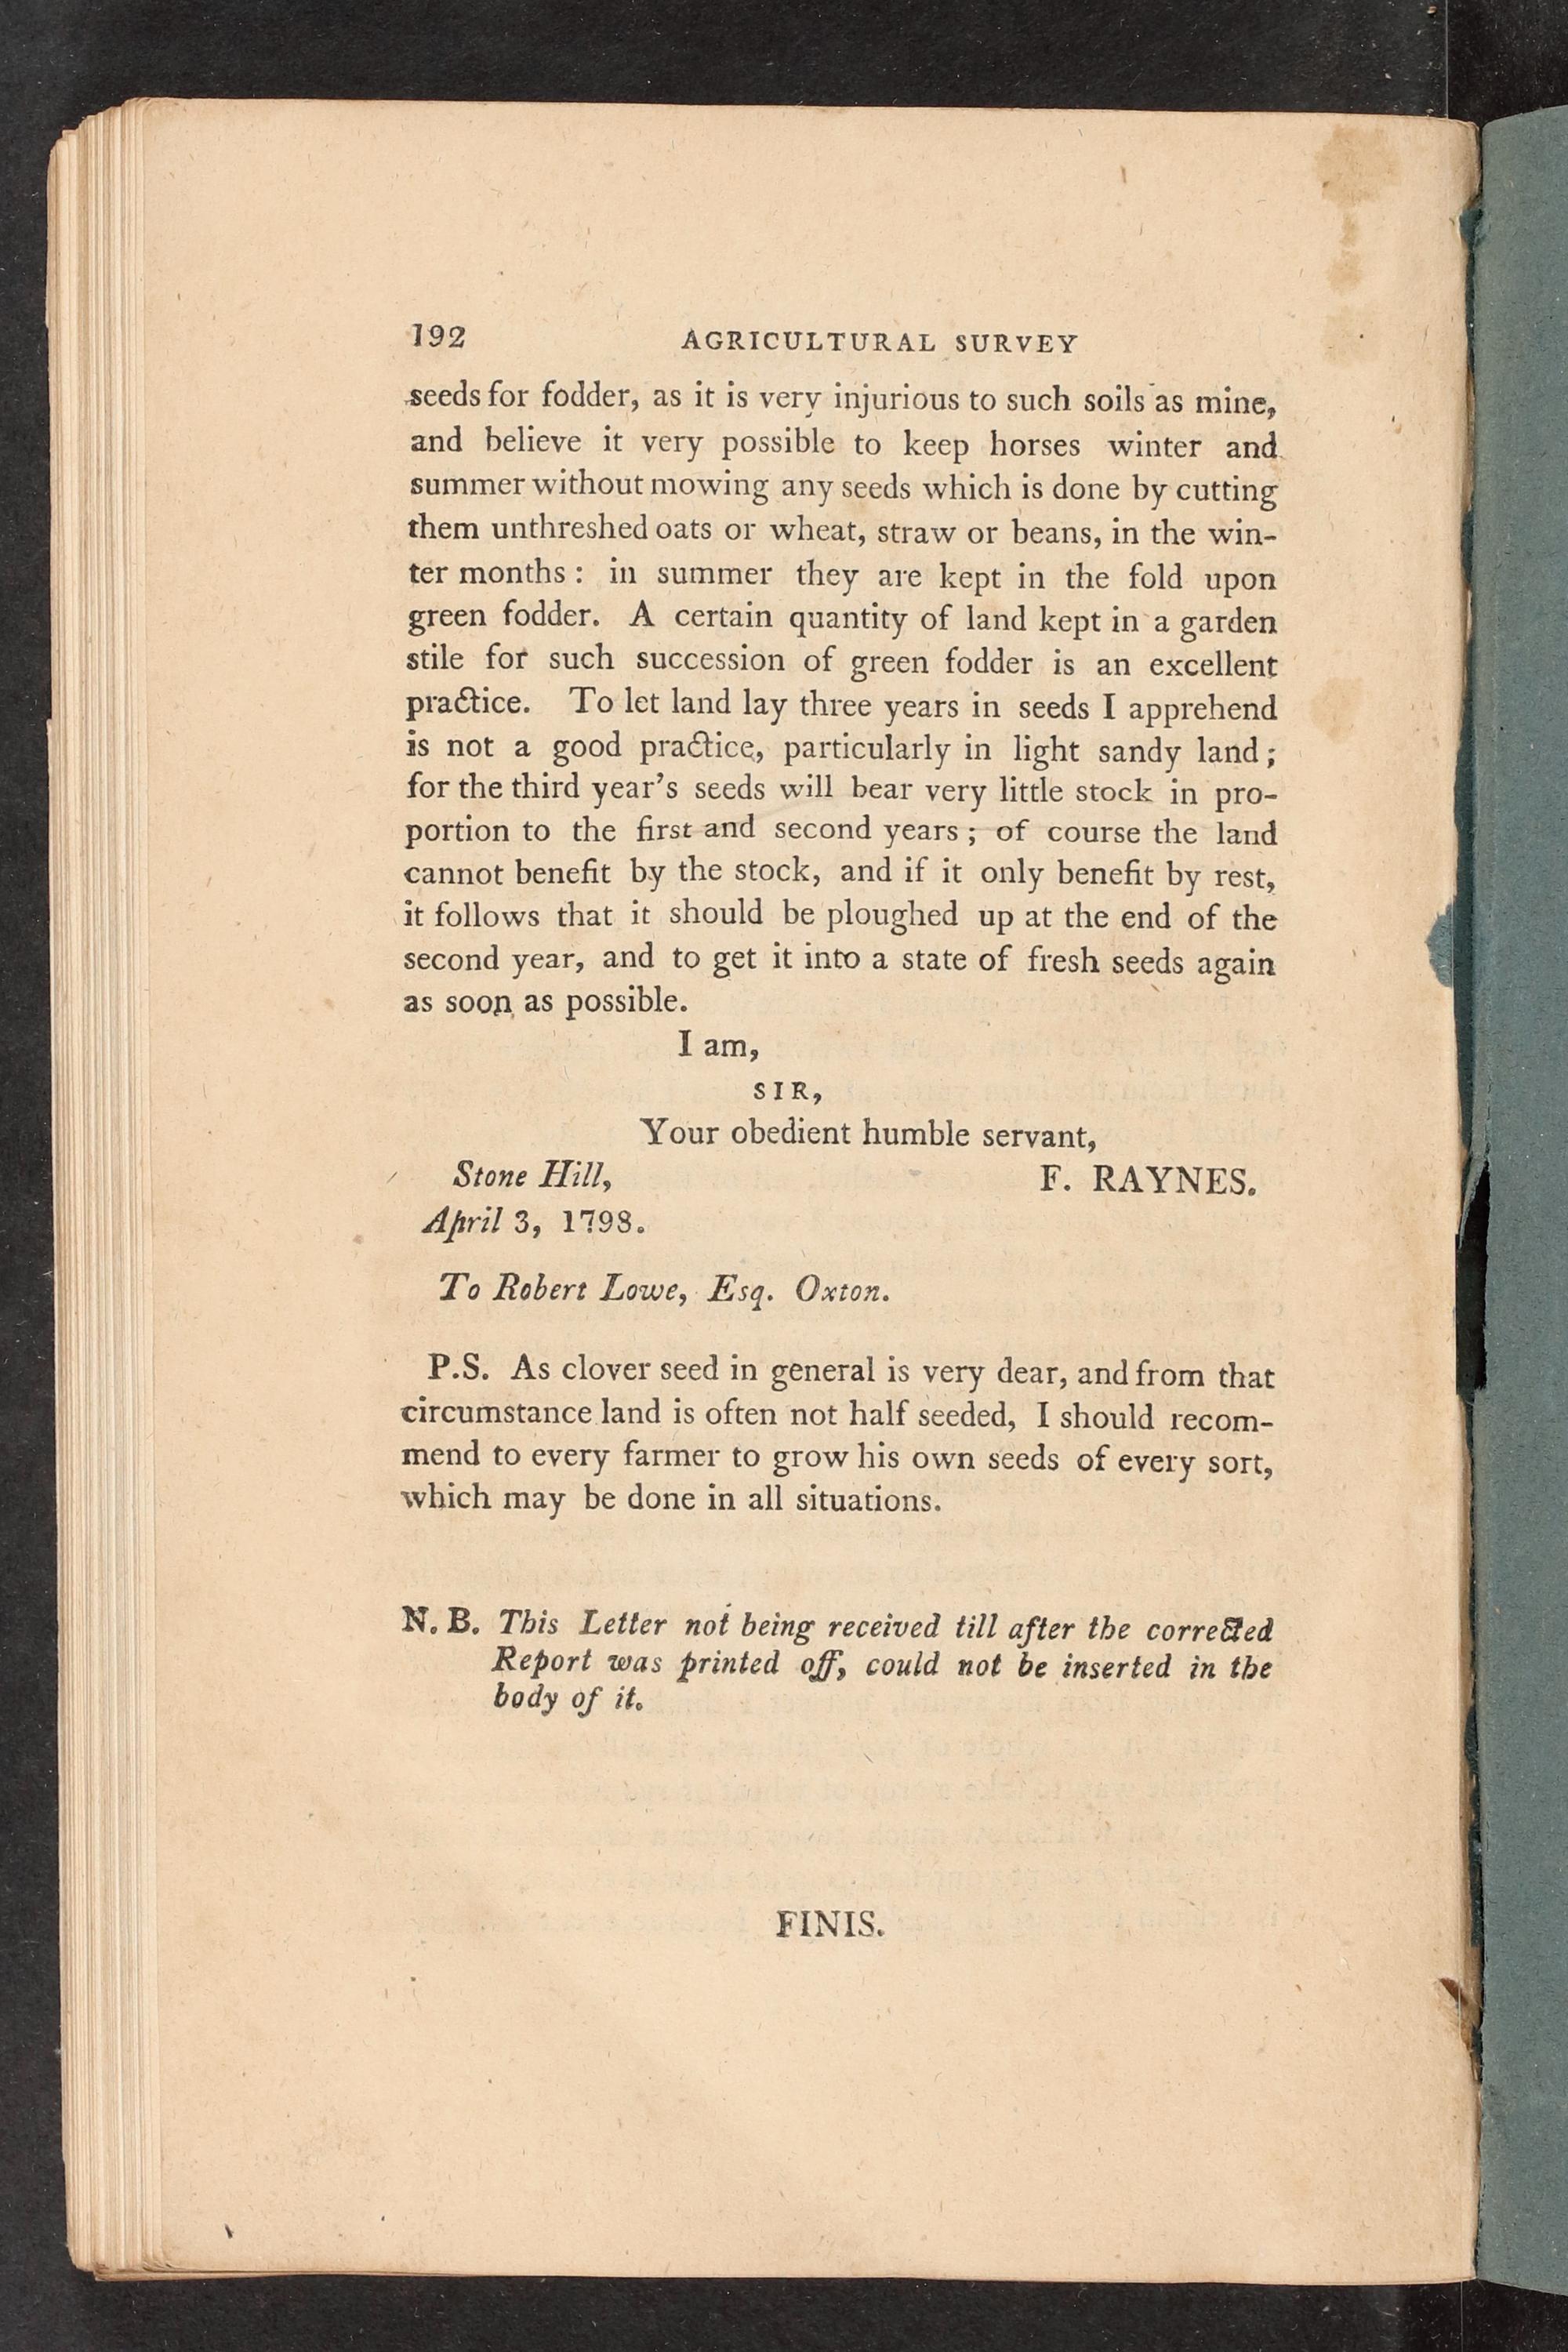 192 AGRICULTURAL SURVEY
seeds for fodder, as it is very injurious to such soils as mine,
and believe it very possible to keep horses winter and
summer without mowing any seeds which is done by cutting
them unthreshed oats or wheat, straw or beans, in the win-
ter months: in summer they are kept in the fold upon
green fodder. A certain quantity of land kept in a garden
stile for such succession of green fodder is an excellent
practice. To let land lay three years in seeds I apprehend
is not a good practice, particularly in light sandy land;
for the third year's seeds will bear very little stock in pro-
portion to the first and second years; of course the land
cannot benefit by the stock, and if it only benefit by rest,
it follows that it should be ploughed up at the end of the
second year, and to get it into a state of fresh seeds again
as soon as possible.
I am,
SIR,
Your obedient humble servant,
Stone Hill, F. RAYNES.
April 3, 1798.
To Robert Lowe, Esq. Oxton.
P.S. As clover seed in general is very dear, and from that
circumstance land is often not half seeded, I should recom-
mend to every farmer to grow his own seeds of every sort,
which may be done in all situations.
N. B. This Letter not being received till after the corrected
Report was printed off, could not be inserted in the
body of it.
FINIS.